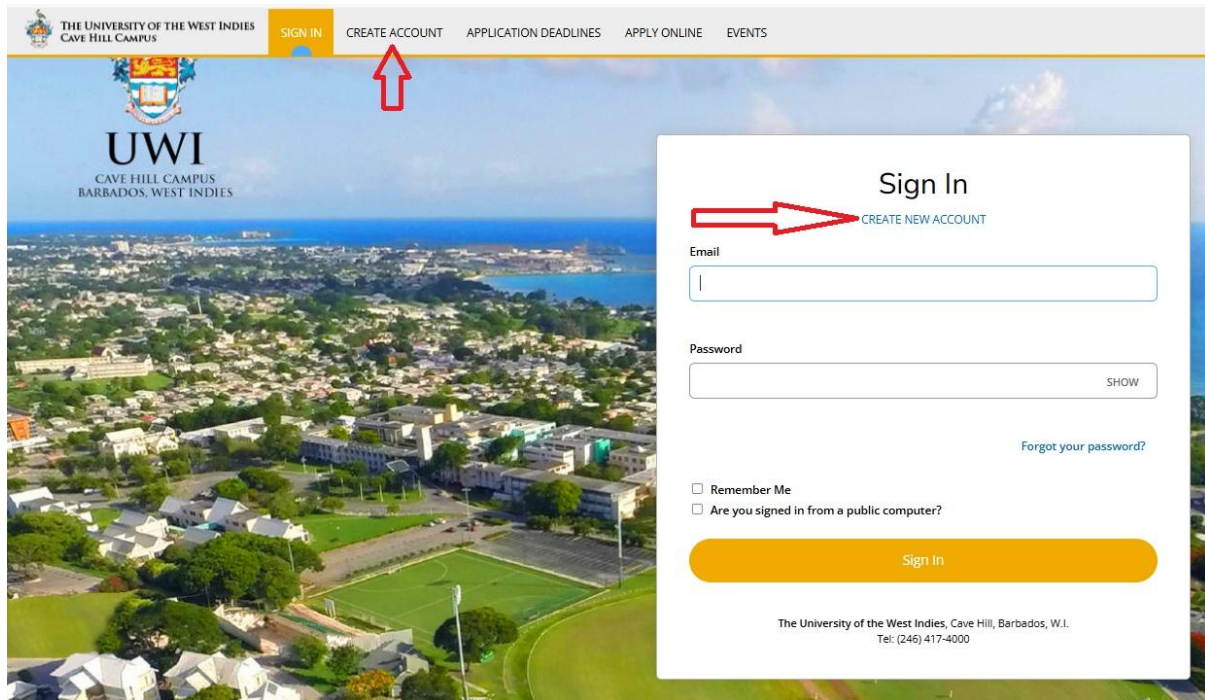 THE UNIVERSITY OF THE WEST INDIES
CAVE HILL CAMPUS
SIGN IN
CREATE ACCOUNT
APPLICATION DEADLINES
APPLY ONLINE
EVENTS
UWI
CAVE HILL CAMPUS
BARBADOS, WEST INDIES
Sign In
CREATE NEW ACCOUNT
Email
Password
SHOW
Forgot your password?
Remember Me
Are you signed in from a public computer?
Sign In
The University of the West Indies, Cave Hill, Barbados, W.I.
Tel: (246) 417-4000